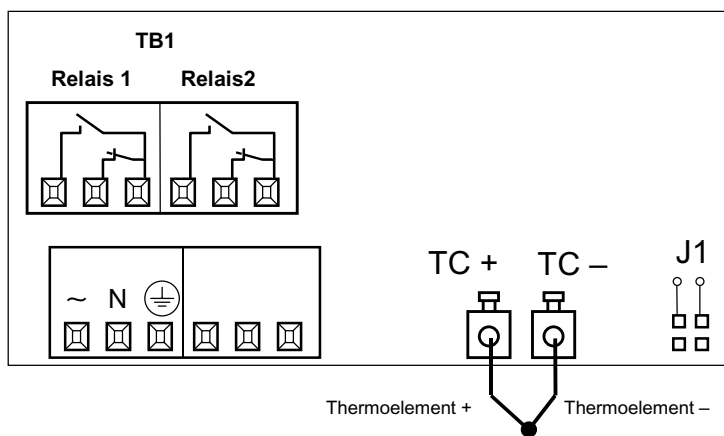 TB1
Relais 1 Relais2
TC + TC – J1
~ N
Thermoelement + Thermoelement –